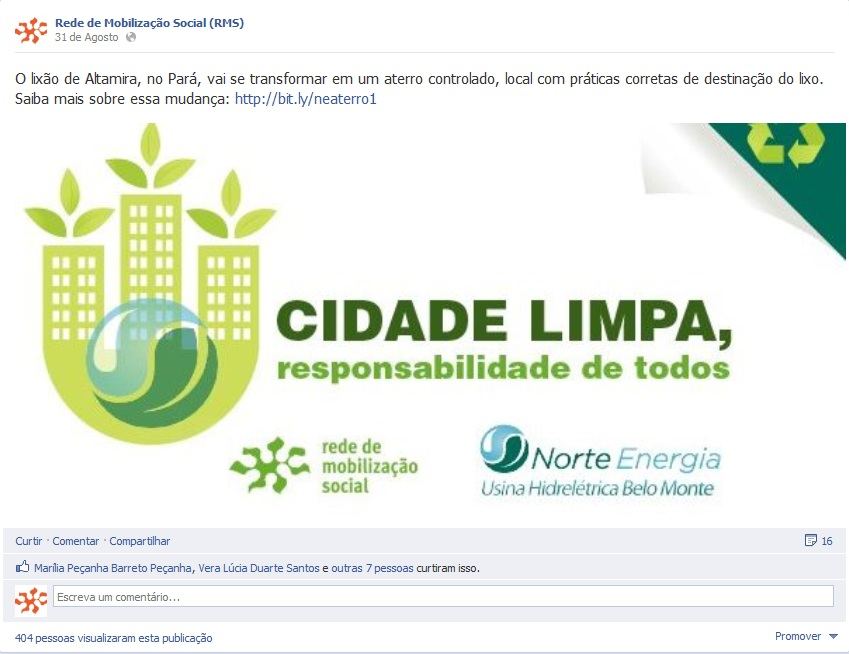 Rede de Mobilização Social (RMS)
31 de Agosto
O lixão de Altamira, no Pará, vai se transformar em um aterro controlado, local com práticas corretas de destinação do lixo.
Saiba mais sobre essa mudança: http://bit.ly/neaterro1
CIDADE LIMPA,
responsabilidade de todos
rede de
mobilização
social
Norte Energia
Usina Hidrelétrica Belo Monte
Curtir · Comentar · Compartilhar 16
Marília Peçanha Barreto Peçanha, Vera Lúcia Duarte Santos e outras 7 pessoas curtiram isso.
Escreva um comentário...
404 pessoas visualizaram esta publicação Promover